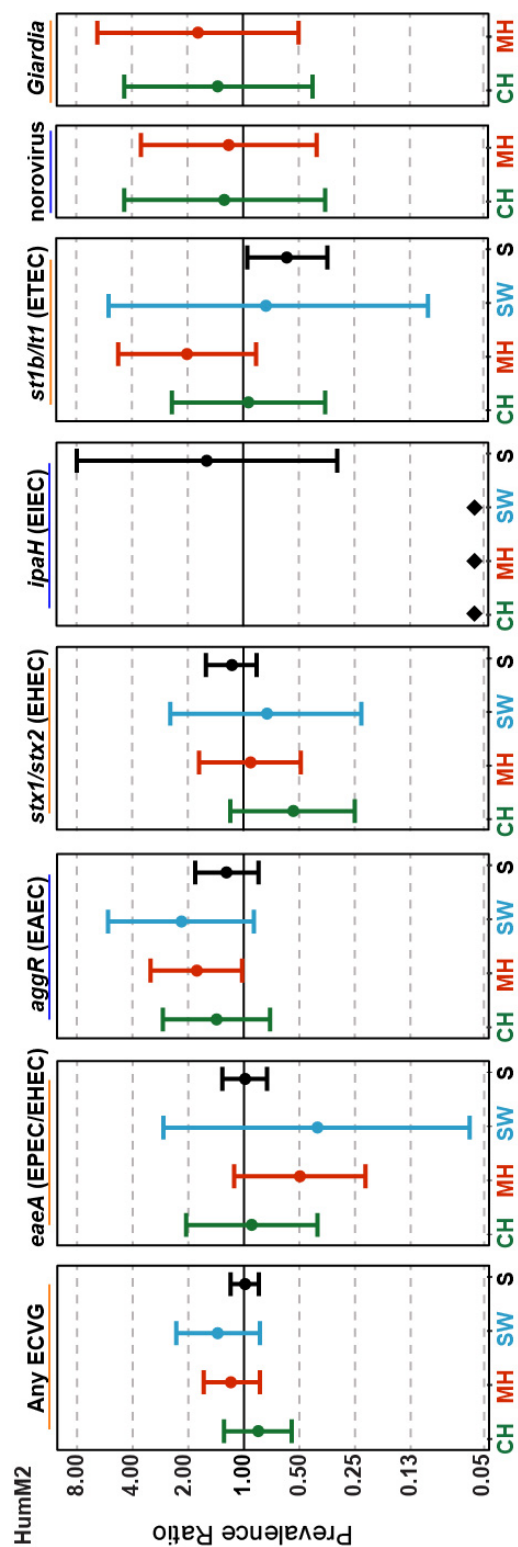 HumM2
Any ECVG
eaeA (EPEC/EHEC)
aggR (EAEC)
stx1/stx2 (EHEC)
ipaH (EIEC)
st1b/lt1 (ETEC)
norovirus
Giardia
Prevalence Ratio
8.00
4.00
2.00
1.00
0.50
0.25
0.13
0.05
CH MH SW S
CH MH SW S
CH MH SW S
CH MH SW S
CH MH SW S
CH MH SW S
CH MH
CH MH